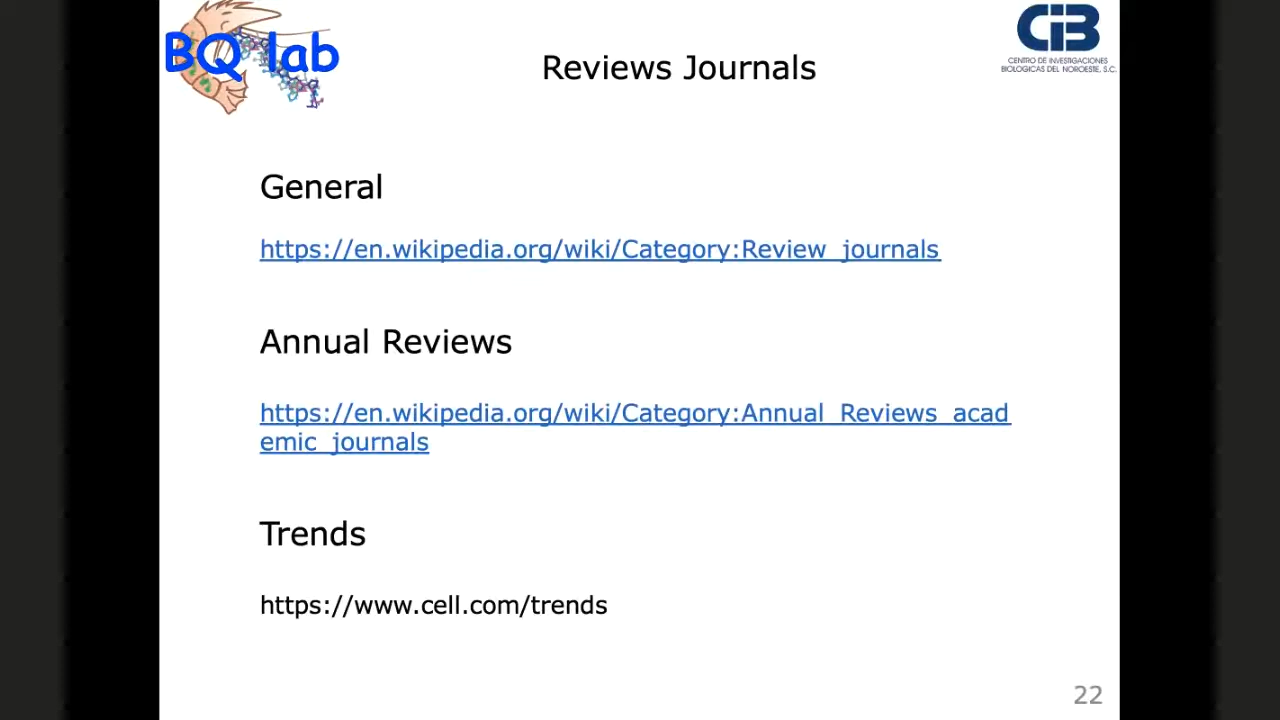 BQ lab
CIB
CENTRO DE INVESTIGACIONES
BIOLOGICAS DEL NOROESTE, S.C.
Reviews Journals
General
https://en.wikipedia.org/wiki/Category:Review_journals
Annual Reviews
https://en.wikipedia.org/wiki/Category:Annual_Reviews_acad
emic_journals
Trends
https://www.cell.com/trends
22